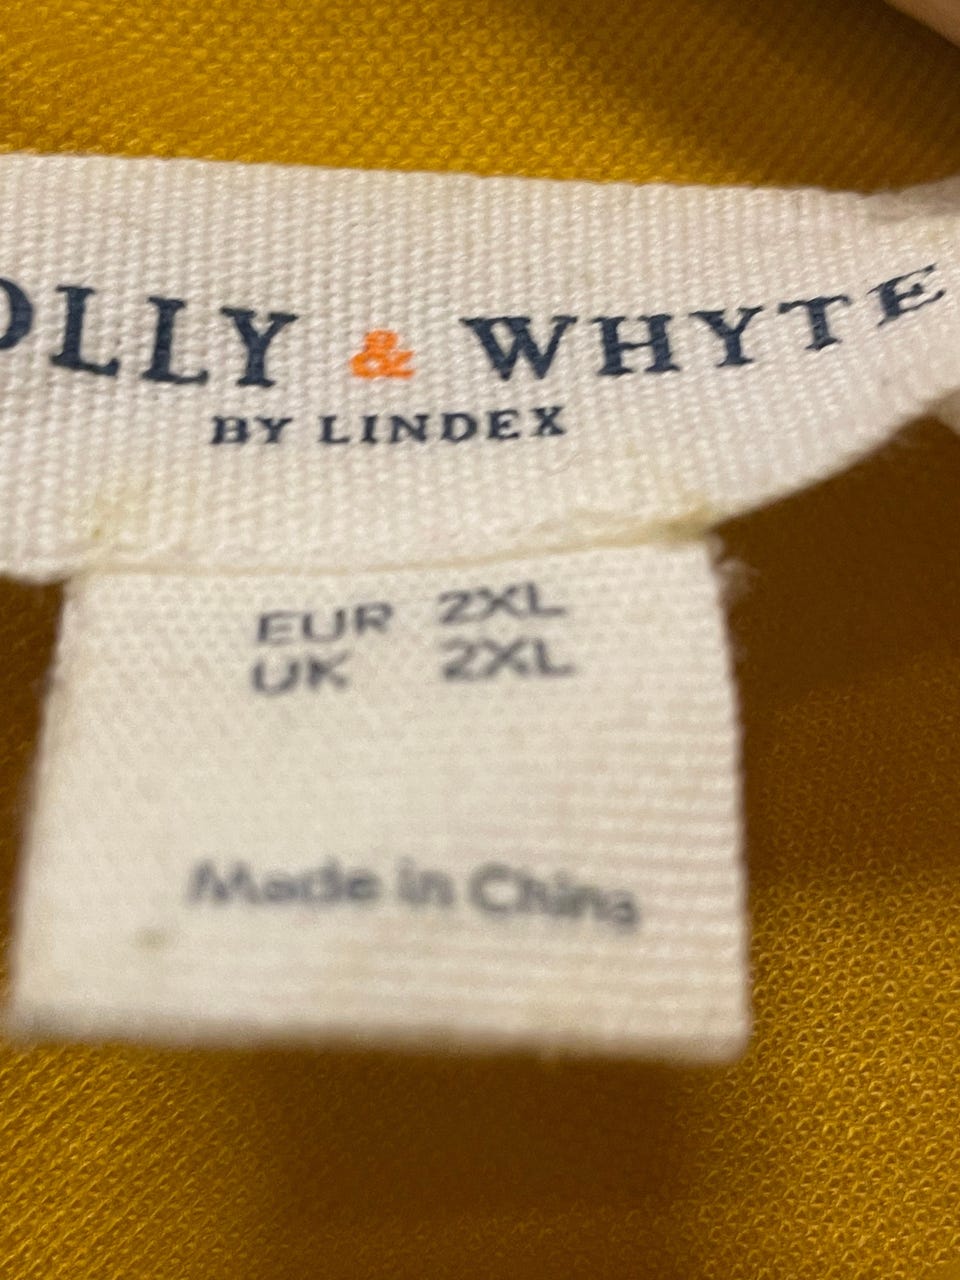 OLLY & WHYTE
BY LINDEX
EUR 2XL
UK 2XL
Made in China